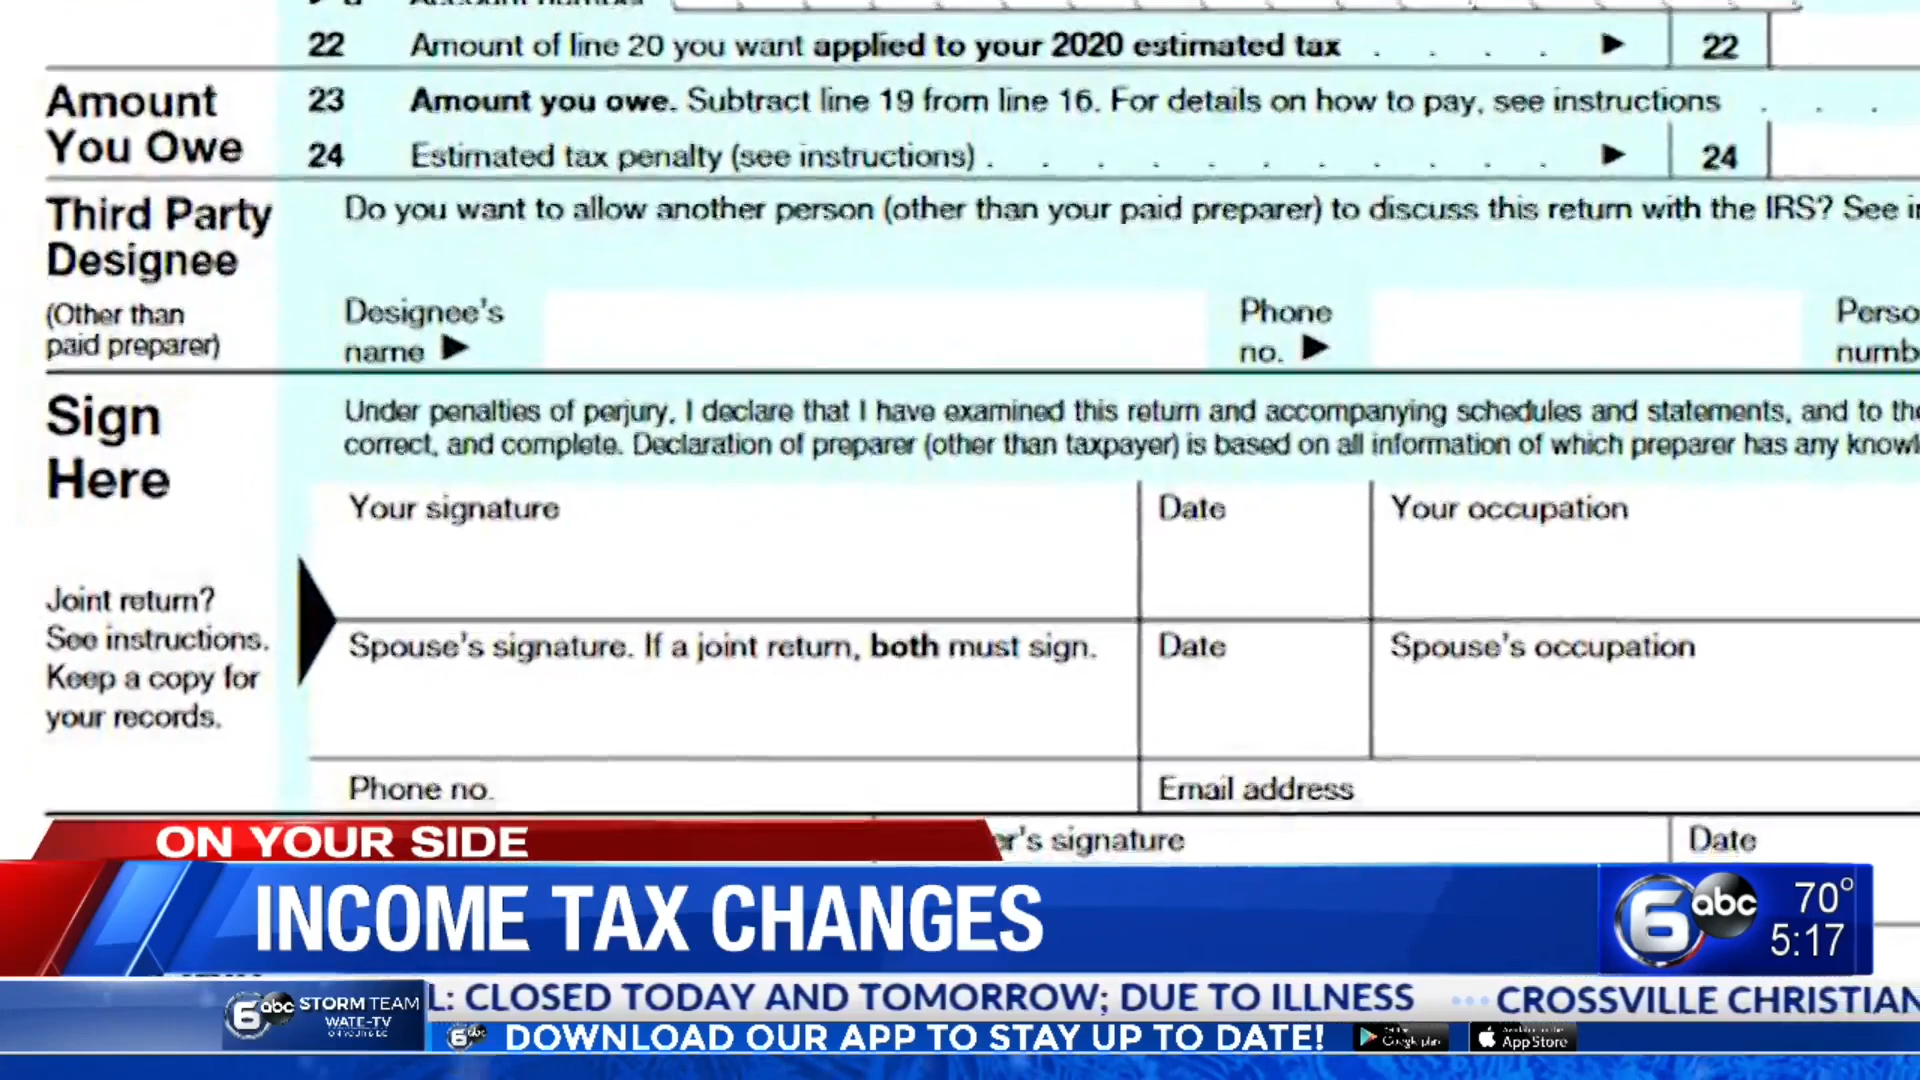 22 Amount of line 20 you want applied to your 2020 estimated tax . . . . 22
Amount You Owe
23 Amount you owe. Subtract line 19 from line 16. For details on how to pay, see instructions . . .
24 Estimated tax penalty (see instructions) . . . . . . . . . . . 24
Third Party Designee
(Other than paid preparer)
Do you want to allow another person (other than your paid preparer) to discuss this return with the IRS? See
Designee's name
Phone no.
Sign Here
Under penalties of perjury, I declare that I have examined this return and accompanying schedules and statements, and to
correct, and complete. Declaration of preparer (other than taxpayer) is based on all information of which preparer has any
Joint return?
See instructions.
Keep a copy for
your records.
Your signature Date Your occupation
Spouse's signature. If a joint return, both must sign. Date Spouse's occupation
Phone no. Email address
er's signature Date
ON YOUR SIDE
INCOME TAX CHANGES
6 abc 70°
5:17
6 abc STORM TEAM
WATE-TV
L: CLOSED TODAY AND TOMORROW; DUE TO ILLNESS ... CROSSVILLE CHRISTIAN
6 abc DOWNLOAD OUR APP TO STAY UP TO DATE! Google play App Store